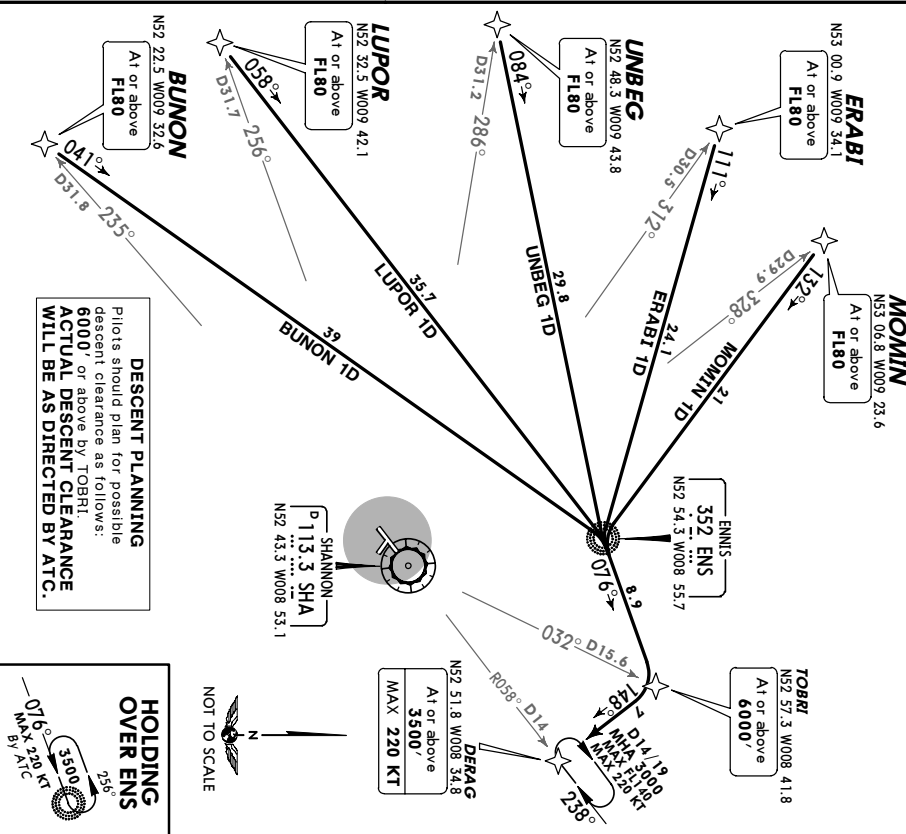 MOMIN
N53 06.8 W009 23.6
At or above
FL80
132°
D29.9
328°
21
MOMIN 1D
ERABI
N53 00.9 W009 34.1
At or above
FL80
111°
D30.5
312°
24.1
ERABI 1D
UNBEG
N52 48.3 W009 43.8
At or above
FL80
084°
D31.2
286°
29.8
UNBEG 1D
LUPOR
N52 32.5 W009 42.1
At or above
FL80
058°
D31.7
256°
35.7
LUPOR 1D
BUNON
N52 22.5 W009 32.6
At or above
FL80
041°
D31.8
235°
39
BUNON 1D
ENNIS
352 ENS
N52 54.3 W008 55.7
076°
8.9
TOBRI
N52 57.3 W008 41.8
At or above
6000'
032° D15.6
148°
7
D14/19
MHA 3000
MAX FL140
MAX 220 KT
238°
R058° D14
DERAG
N52 51.8 W008 34.8
At or above
3500'
MAX 220 KT
SHANNON
D 113.3 SHA
N52 43.3 W008 53.1
DESCENT PLANNING
Pilots should plan for possible
descent clearance as follows:
6000' or above by TOBRI.
ACTUAL DESCENT CLEARANCE
WILL BE AS DIRECTED BY ATC.
N
NOT TO SCALE
HOLDING
OVER ENS
256°
3500
076°
MAX 220 KT
By ATC